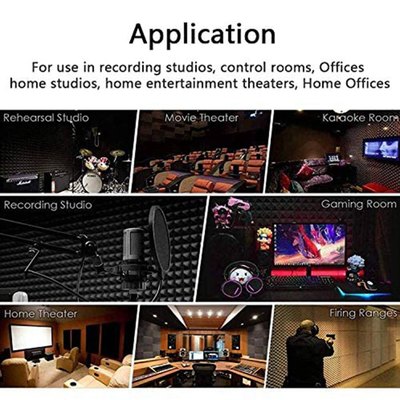 Application
For use in recording studios, control rooms, Offices
home studios, home entertainment theaters, Home Offices
Rehearsal Studio
Movie Theater
Karaoke Room
Marshall
Recording Studio
Gaming Room
Home Theater
Firing Ranges